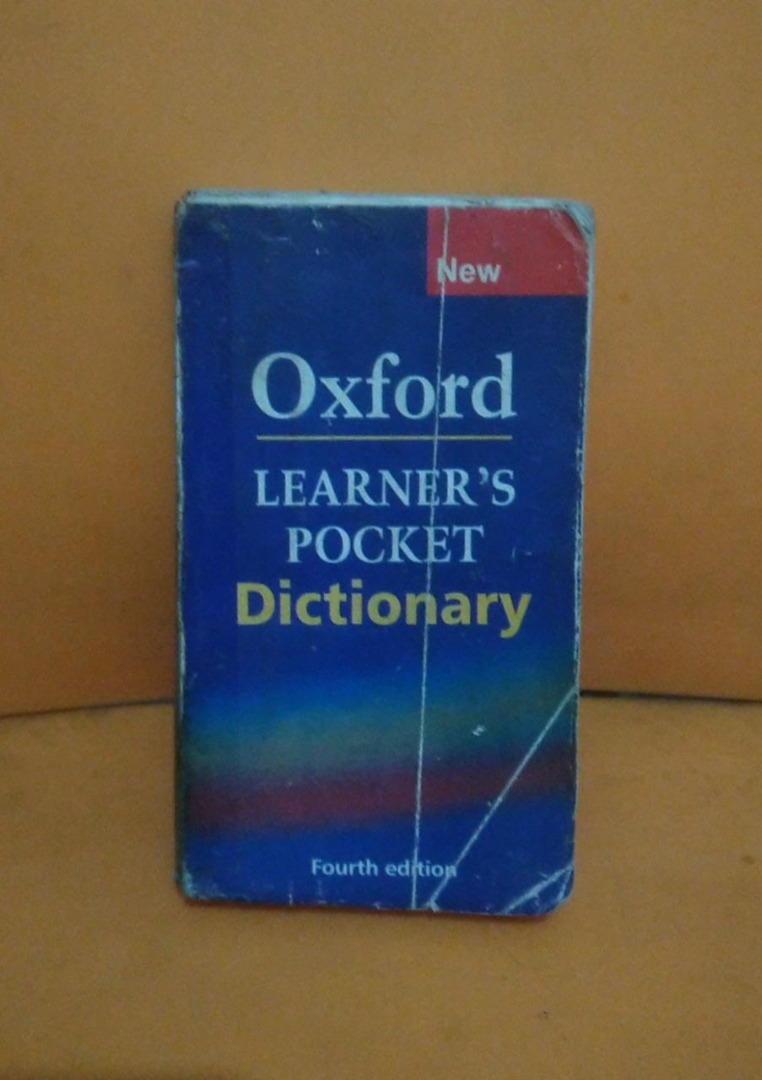 New
Oxford
LEARNER'S
POCKET
Dictionary
Fourth edition